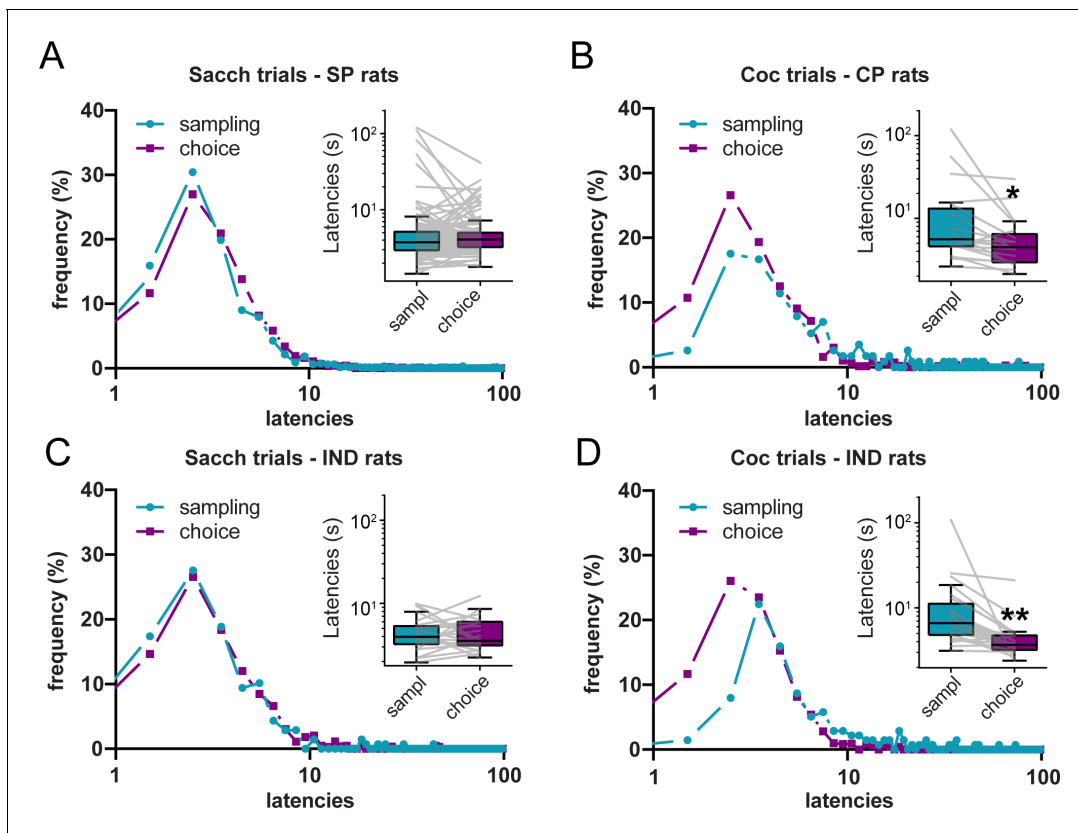 A
Sacch trials - SP rats
frequency (%)
40
30
20
10
0
sampling
choice
Latencies (s)
10²
10¹
sampl
choice
1
10
100
latencies
B
Coc trials - CP rats
frequency (%)
40
30
20
10
0
sampling
choice
Latencies (s)
10²
10¹
*
sampl
choice
1
10
100
latencies
C
Sacch trials - IND rats
frequency (%)
40
30
20
10
0
sampling
choice
Latencies (s)
10²
10¹
sampl
choice
1
10
100
latencies
D
Coc trials - IND rats
frequency (%)
40
30
20
10
0
sampling
choice
Latencies (s)
10²
10¹
**
sampl
choice
1
10
100
latencies